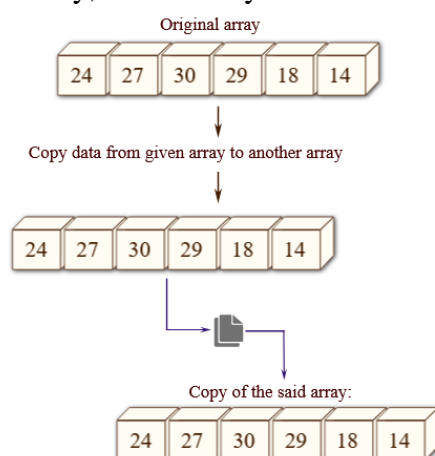 Original array
24 27 30 29 18 14
Copy data from given array to another array
24 27 30 29 18 14
Copy of the said array:
24 27 30 29 18 14